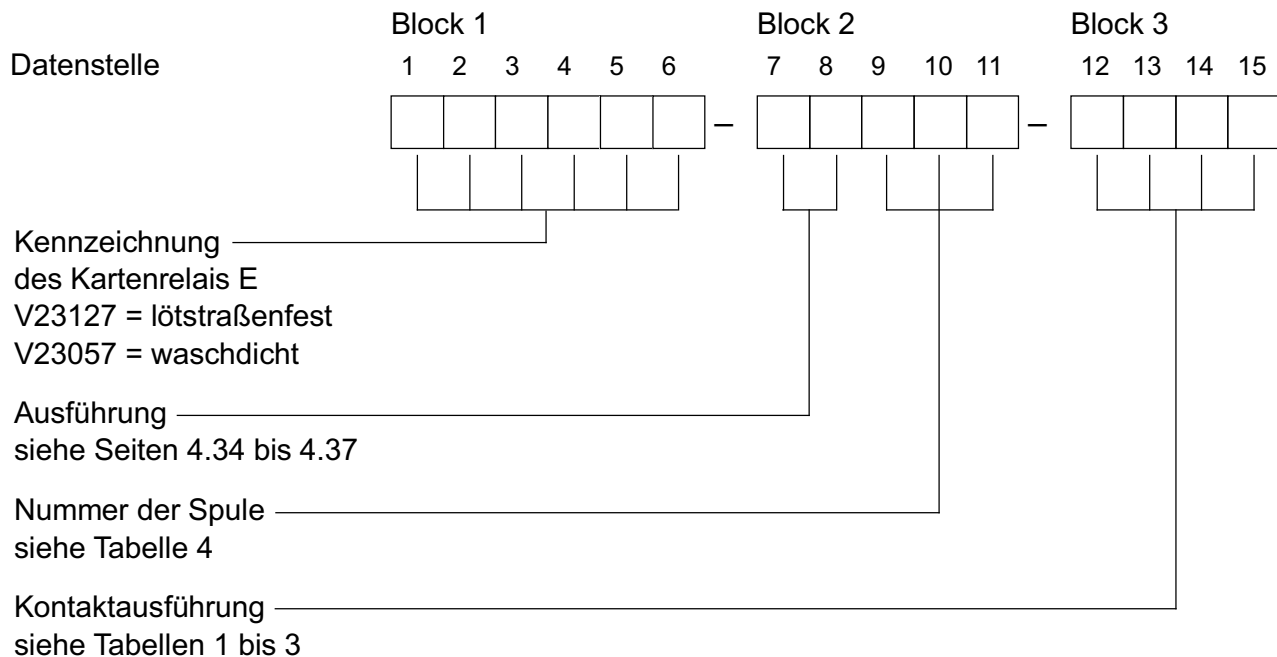 Block 1 Block 2 Block 3
Datenstelle 1 2 3 4 5 6 7 8 9 10 11 12 13 14 15
– –
Kennzeichnung
des Kartenrelais E
V23127 = lötstraßenfest
V23057 = waschdicht
Ausführung
siehe Seiten 4.34 bis 4.37
Nummer der Spule
siehe Tabelle 4
Kontaktausführung
siehe Tabellen 1 bis 3